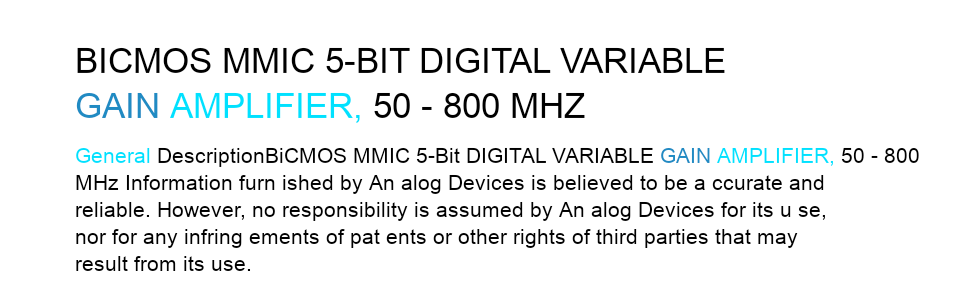 BICMOS MMIC 5-BIT DIGITAL VARIABLE
GAIN AMPLIFIER, 50 - 800 MHZ
General DescriptionBiCMOS MMIC 5-Bit DIGITAL VARIABLE GAIN AMPLIFIER, 50 - 800
MHz Information furn ished by An alog Devices is believed to be a ccurate and
reliable. However, no responsibility is assumed by An alog Devices for its u se,
nor for any infring ements of pat ents or other rights of third parties that may
result from its use.